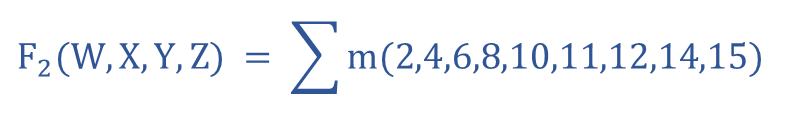 F₂(W,X,Y,Z) = ∑ m(2,4,6,8,10,11,12,14,15)